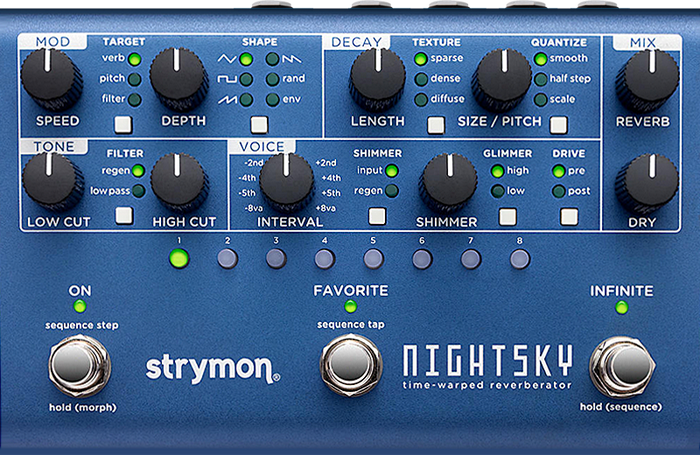 MOD TARGET SHAPE
verb
pitch rand
filter env
SPEED DEPTH
DECAY TEXTURE QUANTIZE
sparse smooth
dense half step
diffuse scale
LENGTH SIZE / PITCH
MIX
REVERB
TONE FILTER
regen
lowpass
LOW CUT HIGH CUT
VOICE SHIMMER GLIMMER DRIVE
-2nd +2nd input high pre
-4th +4th regen low post
-5th +5th
-8va +8va
INTERVAL SHIMMER
DRY
1 2 3 4 5 6 7 8
ON FAVORITE INFINITE
sequence step sequence tap
strymon® NIGHTSKY
time-warped reverberator
hold (morph) hold (sequence)